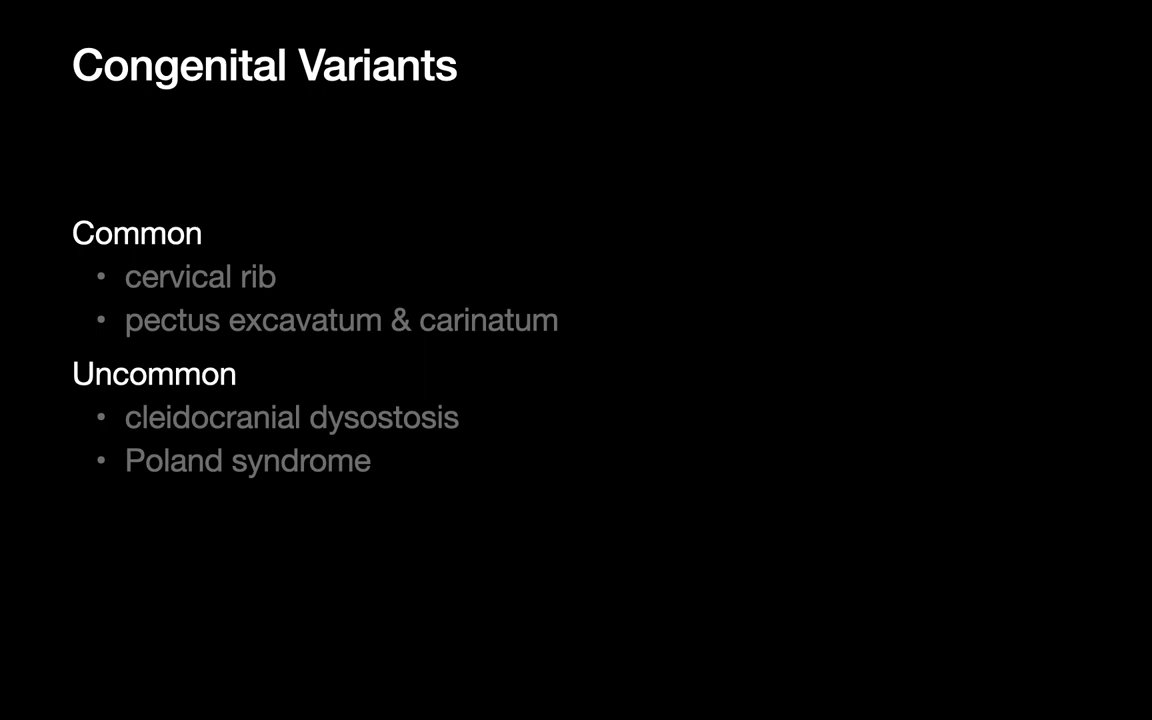 Congenital Variants
Common
• cervical rib
• pectus excavatum & carinatum
Uncommon
• cleidocranial dysostosis
• Poland syndrome